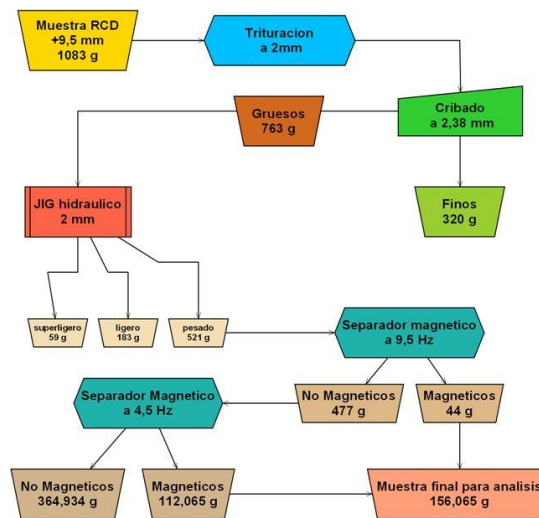 Muestra RCD
+9,5 mm
1083 g
Trituracion
a 2mm
Gruesos
763 g
Cribado
a 2,38 mm
JIG hidraulico
2 mm
Finos
320 g
superligero
59 g
ligero
183 g
pesado
521 g
Separador magnetico
a 9,5 Hz
Separador Magnetico
a 4,5 Hz
No Magneticos
477 g
Magneticos
44 g
No Magneticos
364,934 g
Magneticos
112,065 g
Muestra final para analisis
156,065 g